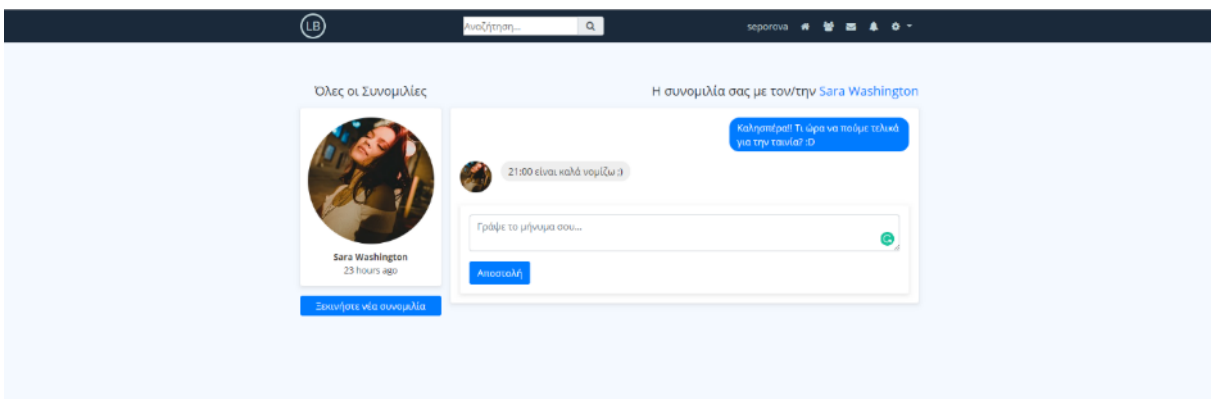 LB
Αναζήτηση...
seporova
Όλες οι Συνομιλίες
Η συνομιλία σας με τον/την Sara Washington
Καλησπέρα!! Τι ώρα να πούμε τελικά
για την ταινία? :D
21:00 είναι καλά νομίζω :)
Γράψε το μήνυμα σου...
Sara Washington
23 hours ago
Αποστολή
Ξεκινήστε νέα συνομιλία